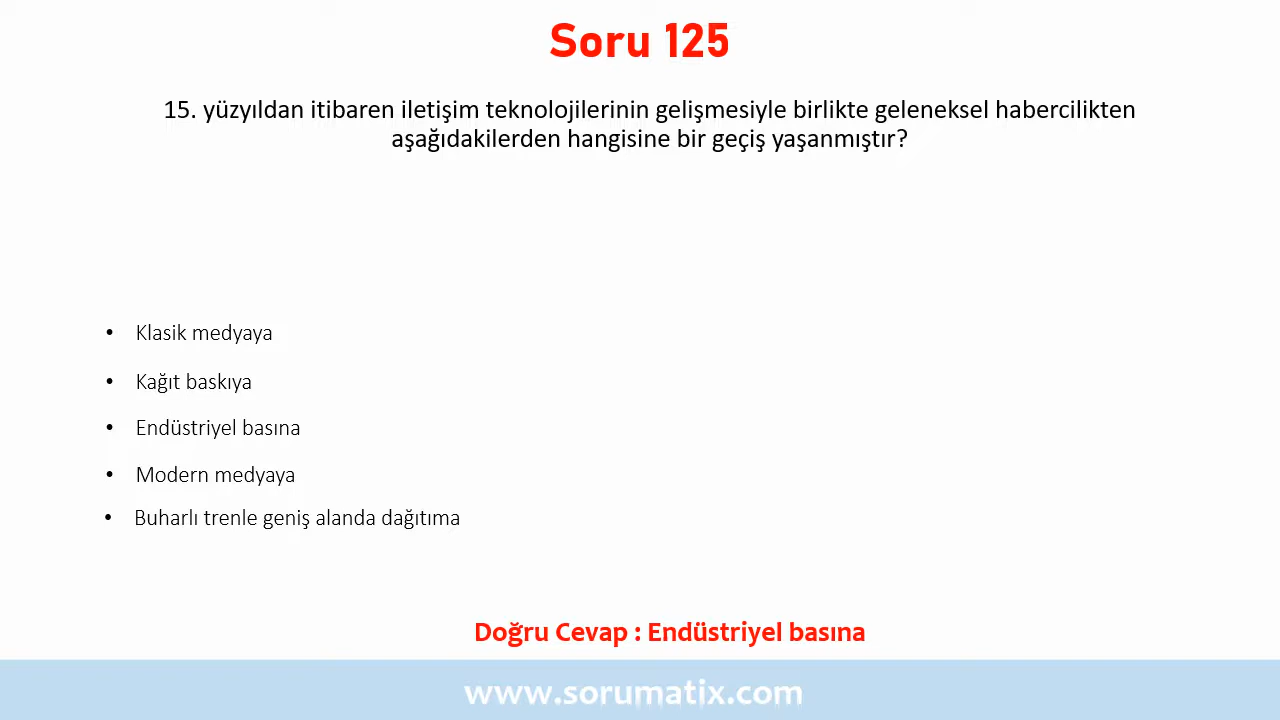 Soru 125
15. yüzyıldan itibaren iletişim teknolojilerinin gelişmesiyle birlikte geleneksel habercilikten
aşağıdakilerden hangisine bir geçiş yaşanmıştır?
• Klasik medyaya
• Kağıt baskıya
• Endüstriyel basına
• Modern medyaya
• Buharlı trenle geniş alanda dağıtıma
Doğru Cevap : Endüstriyel basına
www.sorumatix.com